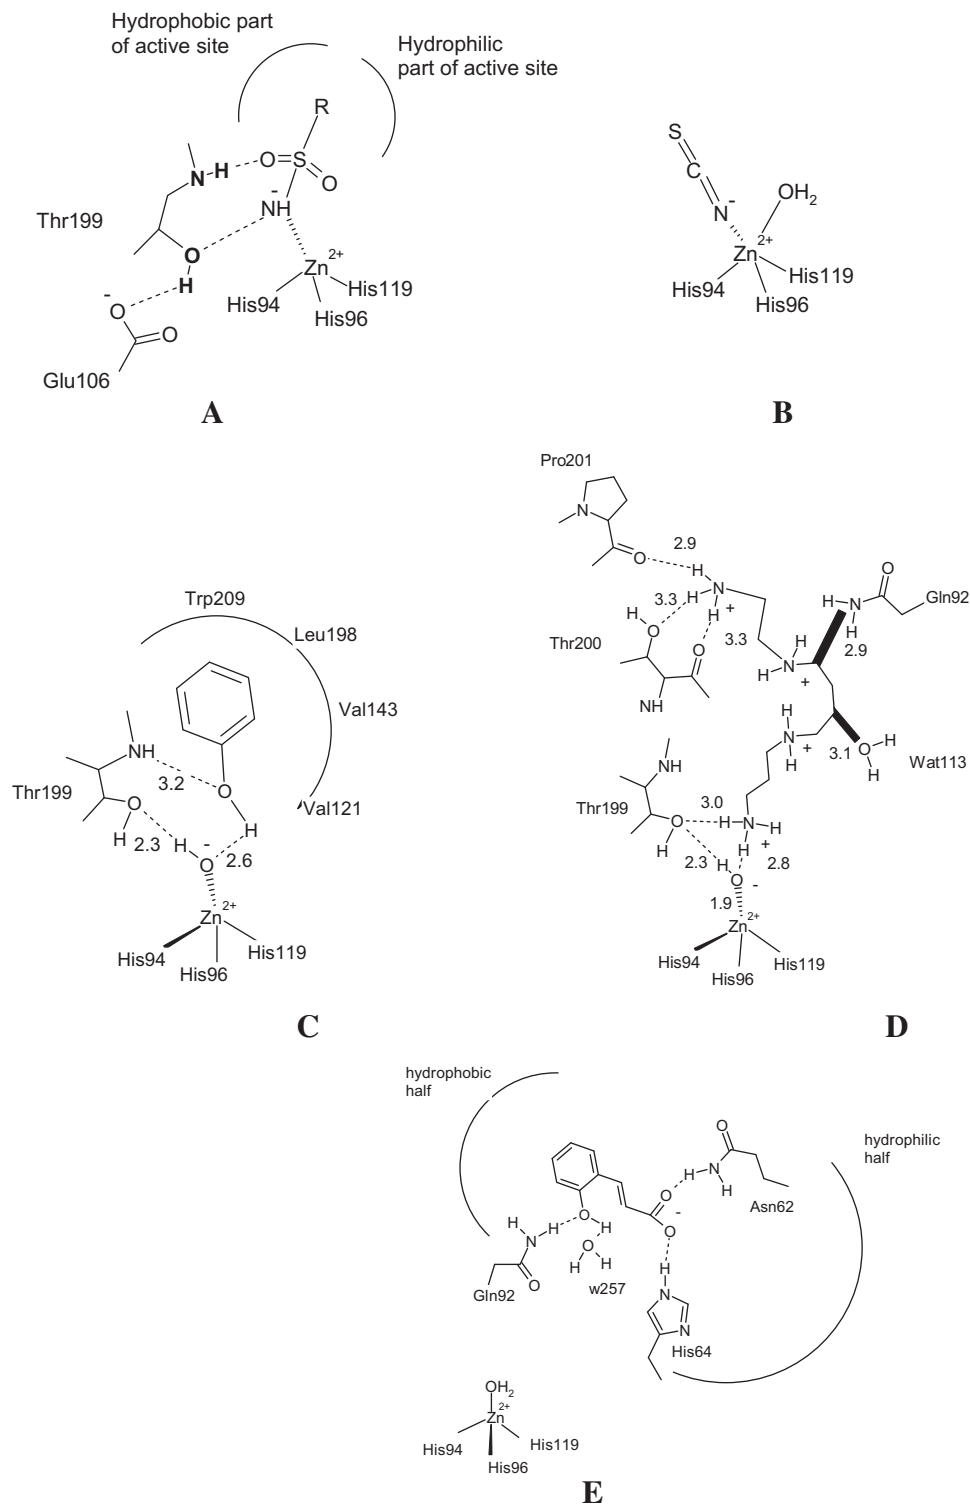 Hydrophobic part
of active site
Hydrophilic
part of active site
R
N H
O=S
O
-
NH
Thr199
O
H
Zn 2+
His94
His119
His96
-
O
O
Glu106
A
S
C
N -
OH2
Zn 2+
His94
His119
His96
B
Trp209
Leu198
Val143
Val121
NH
3.2
Thr199
O
O
H
H
2.3
H
-
O
2.6
Zn 2+
His94
His119
His96
C
Pro201
N
O
2.9
H
H N
+
H
3.3
3.3
H
O
O
Thr200
NH
O
H N
H
Gln92
2.9
H
H N
+
H
N
H
+
3.1
O H
H
Wat113
NH
Thr199
O
H
3.0
H N H
H +
2.3
H
2.8
O -
1.9
Zn 2+
His94
His119
His96
D
hydrophobic
half
hydrophilic
half
O
H N
H
Asn62
O
-
O
O
H
H
H
N
O
Gln92
O
H H
w257
H
N
N
His64
OH2
Zn 2+
His94
His119
His96
E